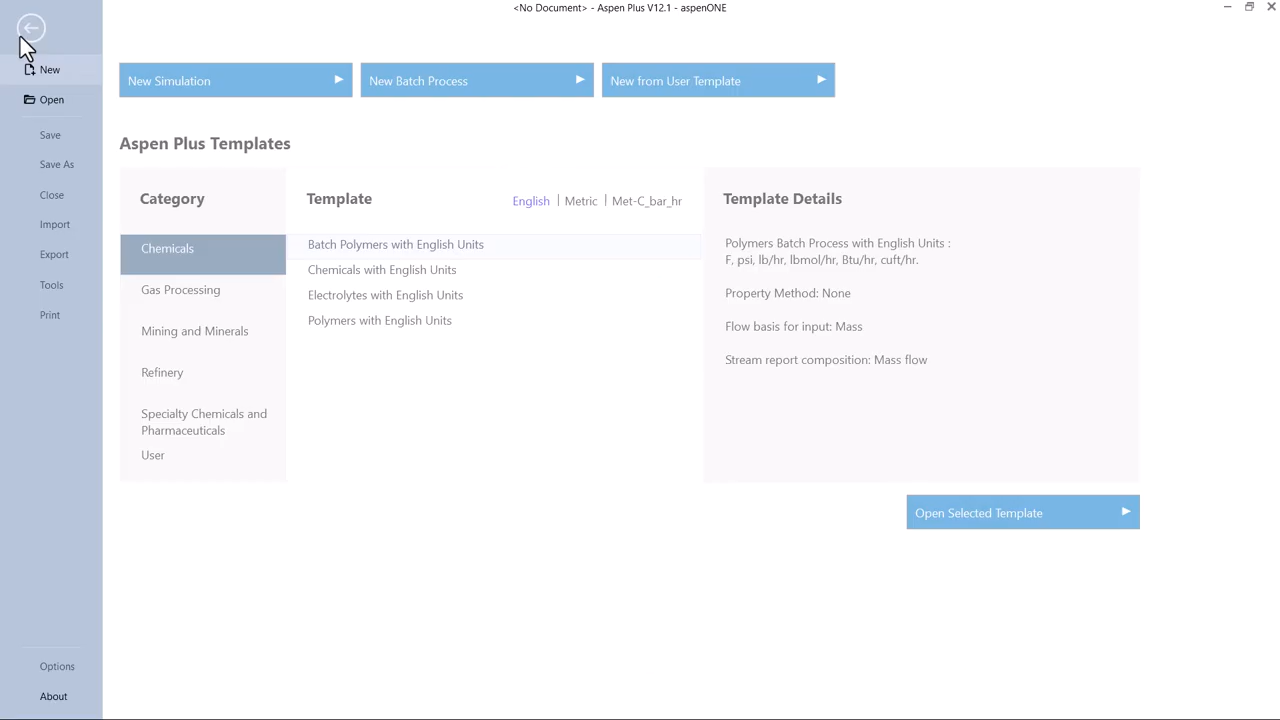 <No Document> - Aspen Plus V12.1 - aspenONE
New
Open
Save
Save As
Close
Import
Export
Tools
Print
Options
About
New Simulation
New Batch Process
New from User Template
Aspen Plus Templates
Category
Chemicals
Gas Processing
Mining and Minerals
Refinery
Specialty Chemicals and
Pharmaceuticals
User
Template
English | Metric | Met-C_bar_hr
Batch Polymers with English Units
Chemicals with English Units
Electrolytes with English Units
Polymers with English Units
Template Details
Polymers Batch Process with English Units :
F, psi, lb/hr, lbmol/hr, Btu/hr, cuft/hr.
Property Method: None
Flow basis for input: Mass
Stream report composition: Mass flow
Open Selected Template